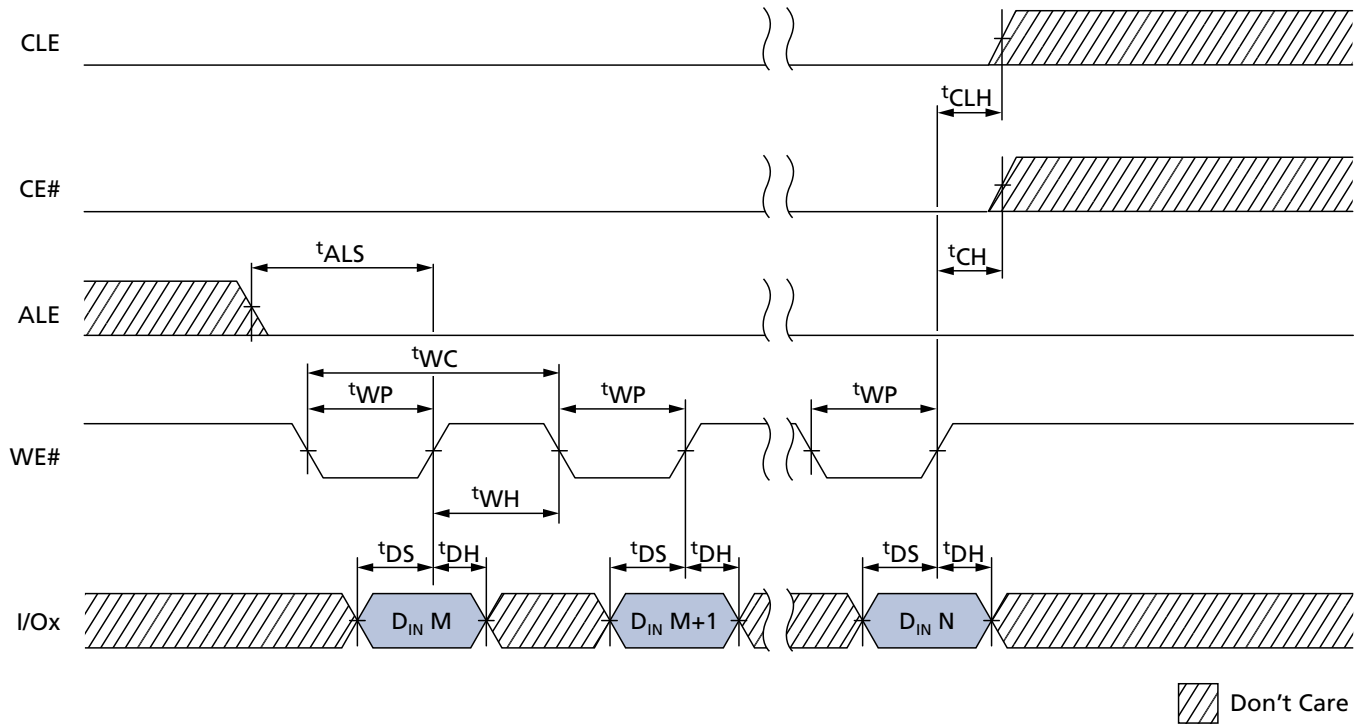 CLE
tCLH
CE#
tCH
tALS
ALE
tWC
tWP
tWP
tWP
WE#
tWH
tDS
tDH
tDS
tDH
tDS
tDH
I/Ox
DIN M
DIN M+1
DIN N
Don't Care